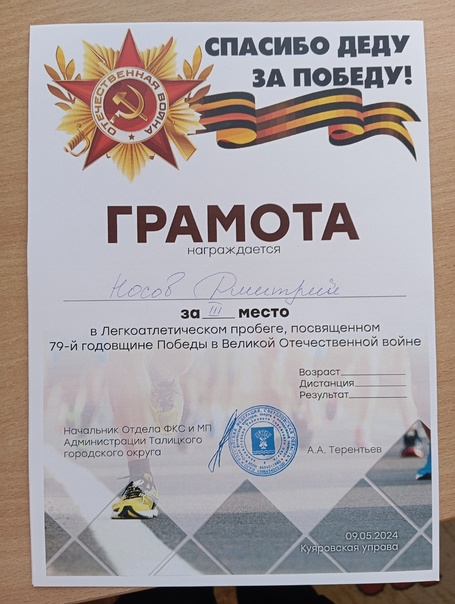 СПАСИБО ДЕДУ
ЗА ПОБЕДУ!
ОТЕЧЕСТВЕННАЯ ВОЙНА
ГРАМОТА
награждается
Носов Дмитрий
за III место
в Легкоатлетическом пробеге, посвященном
79-й годовщине Победы в Великой Отечественной войне
Возраст
Дистанция
Результат
Начальник Отдела ФКС и МП
Администрации Талицкого
городского округа
А.А. Терентьев
09.05.2024
Куяровская управа